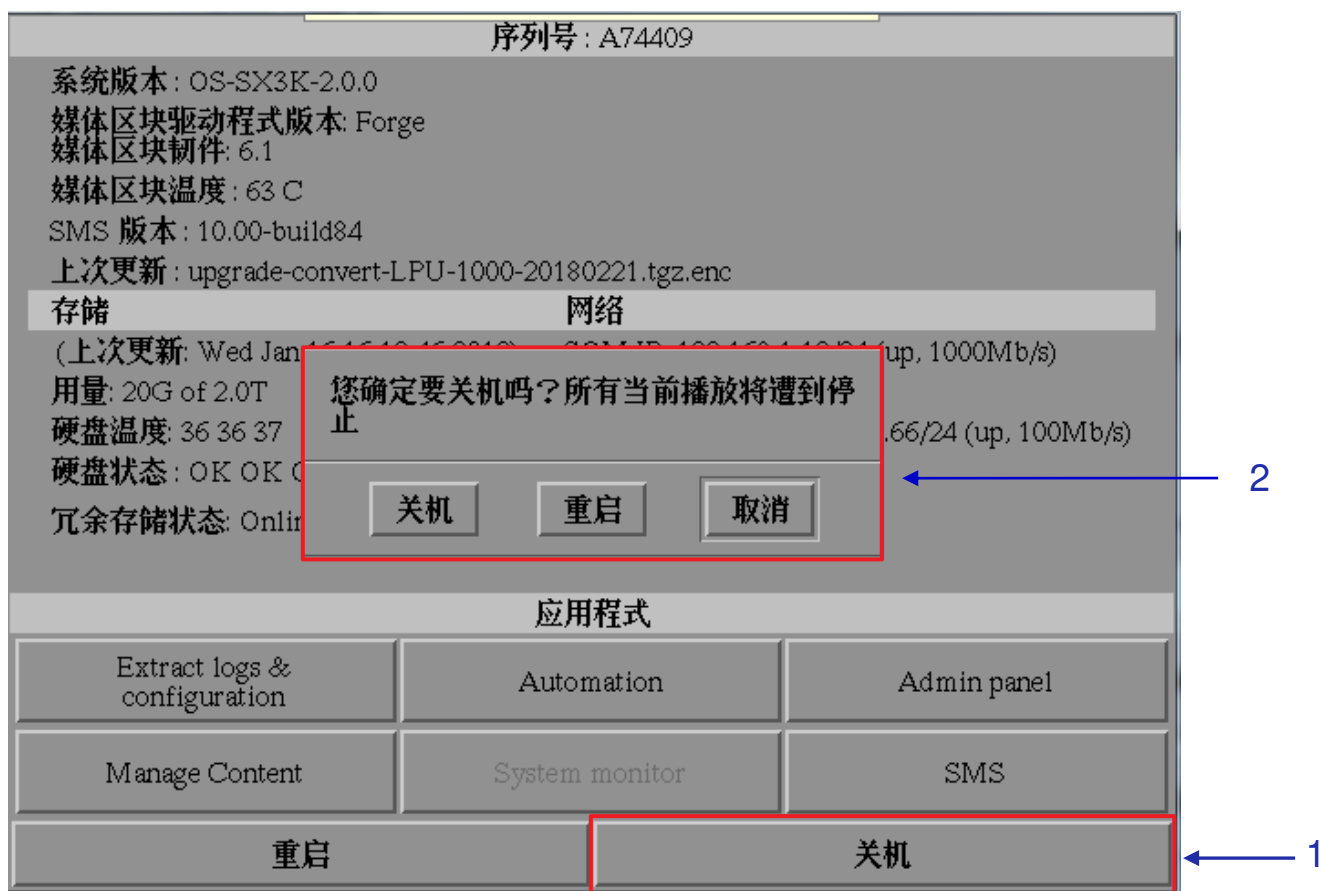 序列号 : A74409
系统版本 : OS-SX3K-2.0.0
媒体区块驱动程式版本: Forge
媒体区块韧件: 6.1
媒体区块温度 : 63 C
SMS 版本 : 10.00-build84
上次更新 : upgrade-convert-LPU-1000-20180221.tgz.enc
存储 网络
(上次更新: Wed Jan (up, 1000Mb/s)
用量: 20G of 2.0T
您确定要关机吗？所有当前播放将遭到停
止
硬盘温度: 36 36 37 .66/24 (up, 100Mb/s)
硬盘状态 : OK OK
2
关机 重启 取消
冗余存储状态:
应用程式
Extract logs &
configuration
Automation
Admin panel
Manage Content
System monitor
SMS
重启
关机
1